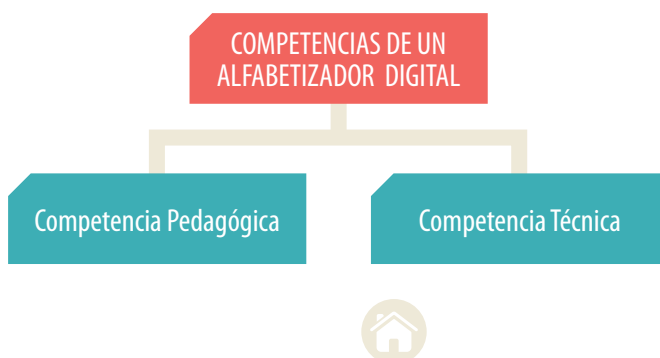 COMPETENCIAS DE UN
ALFABETIZADOR DIGITAL
Competencia Pedagógica
Competencia Técnica